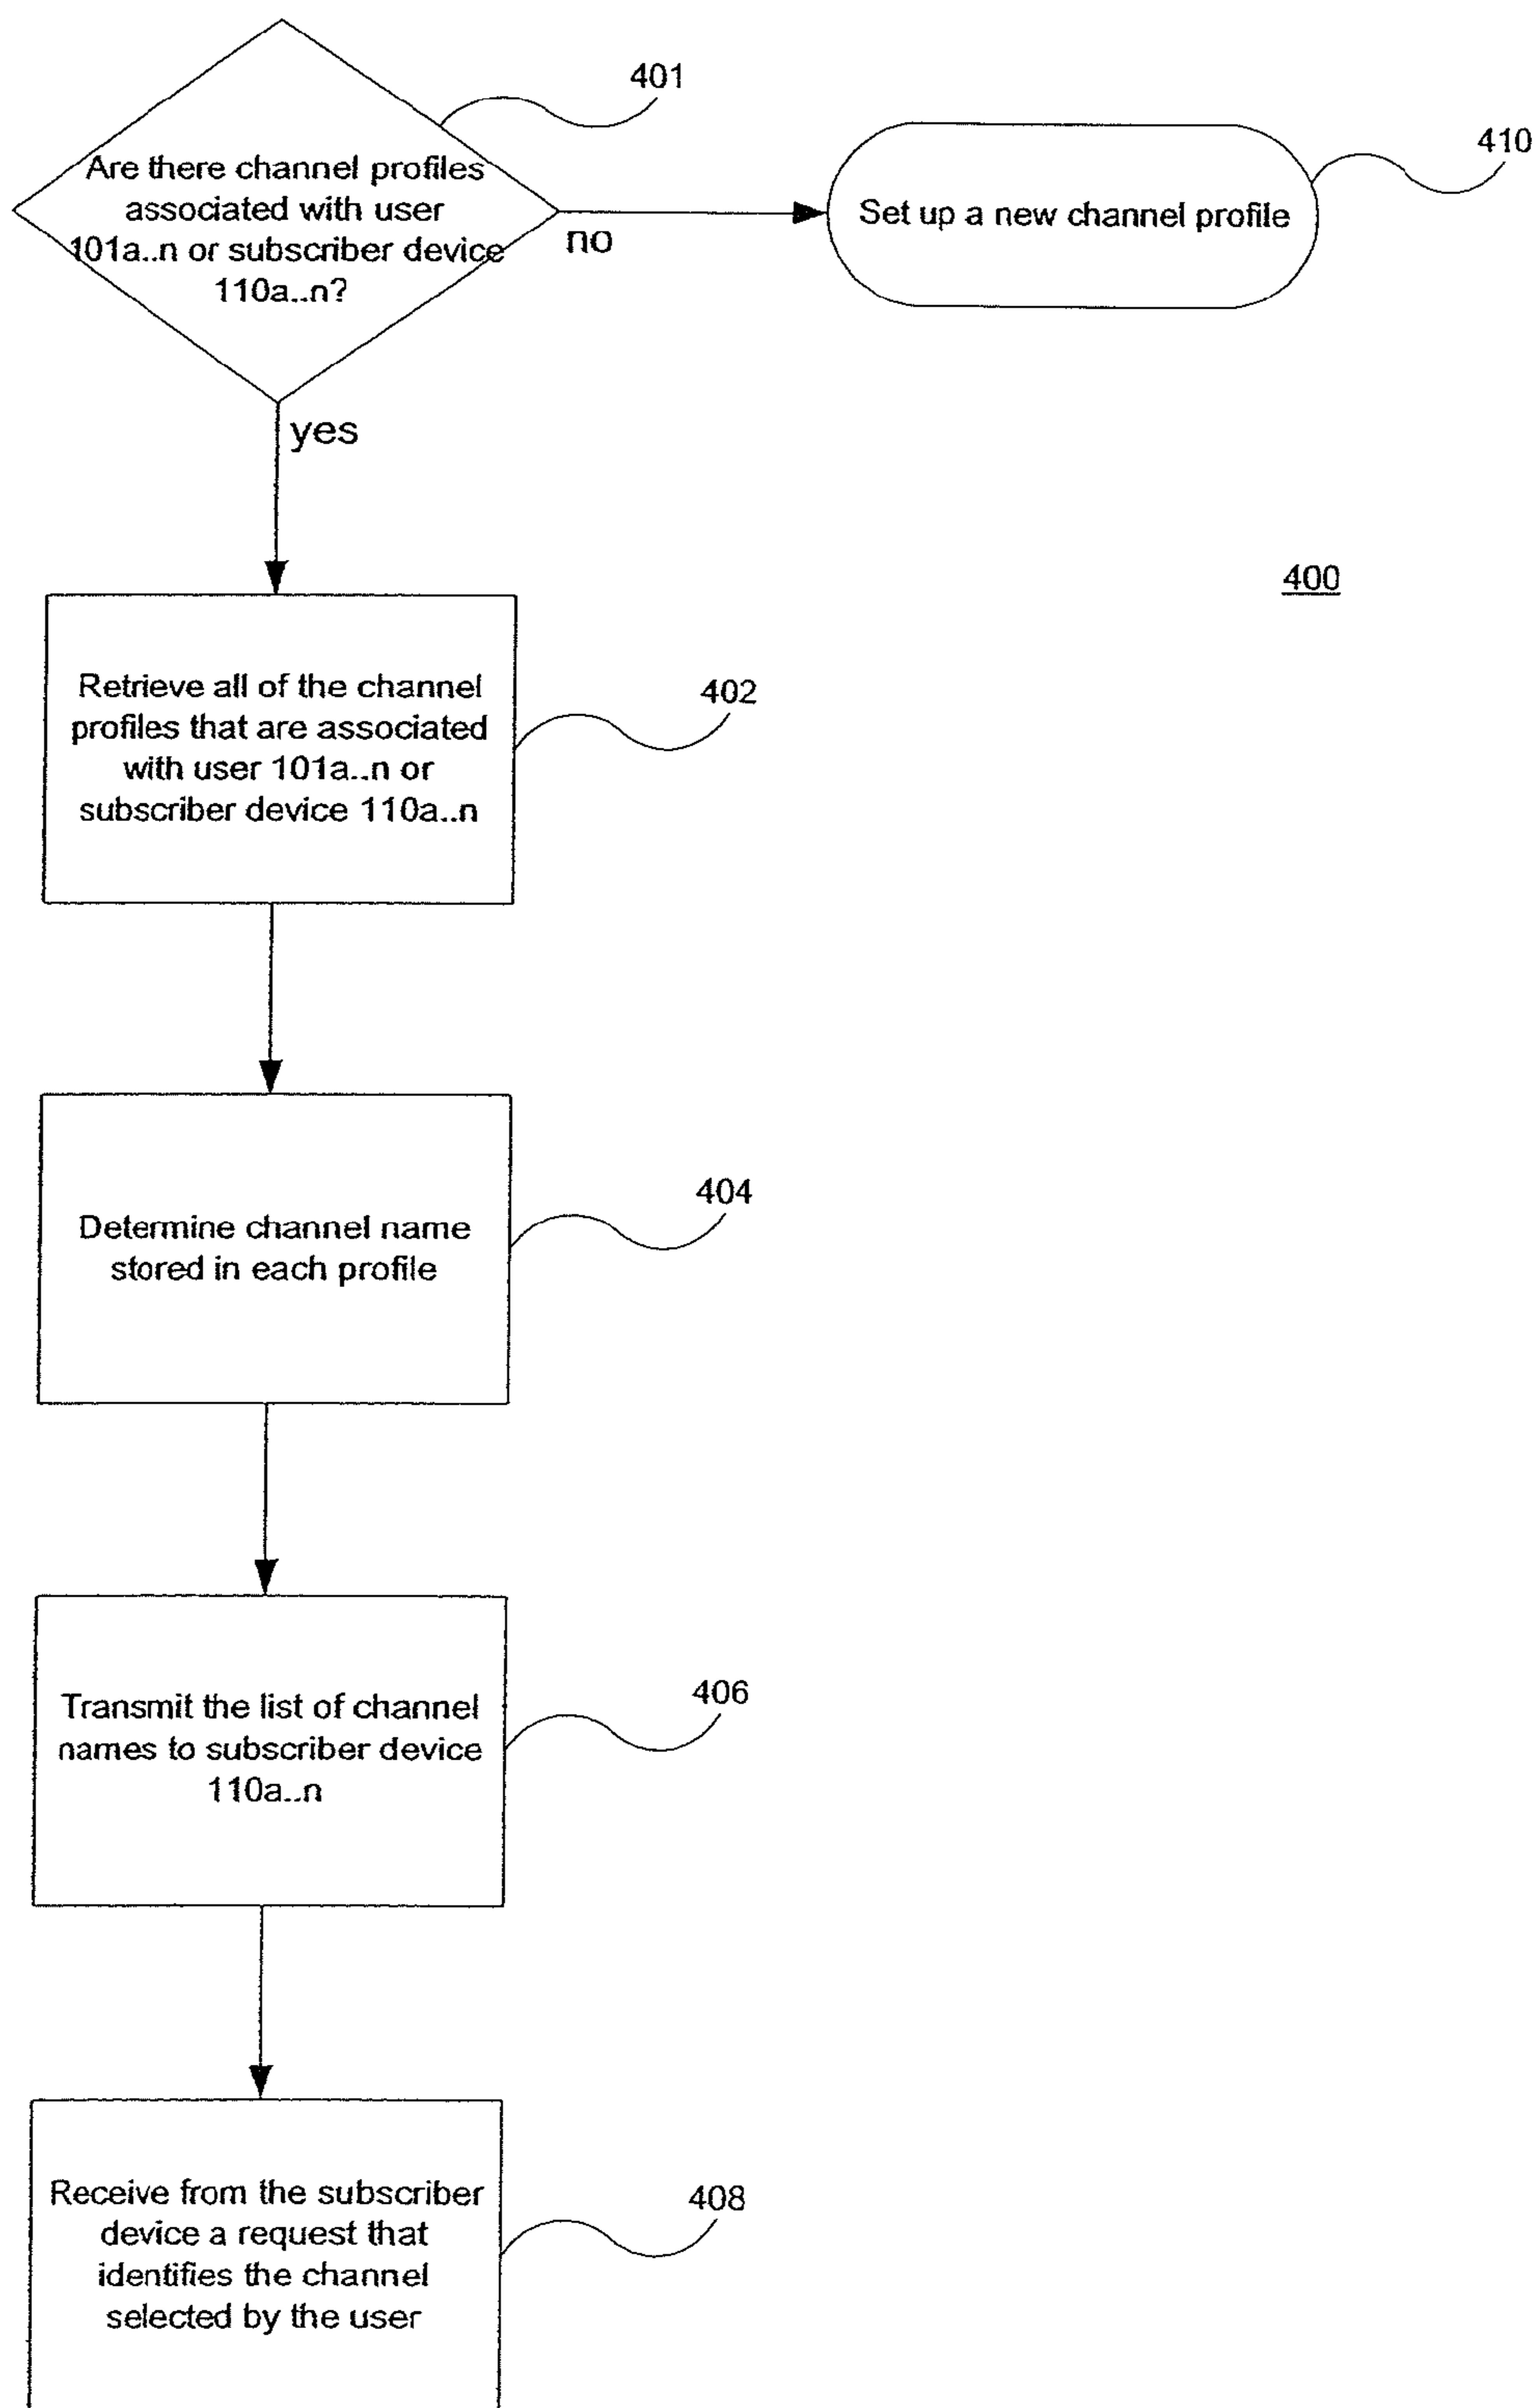 401
Are there channel profiles
associated with user
101a..n or subscriber device
110a..n?
no
Set up a new channel profile
410
yes
400
Retrieve all of the channel
profiles that are associated
with user 101a..n or
subscriber device 110a..n
402
Determine channel name
stored in each profile
404
Transmit the list of channel
names to subscriber device
110a..n
406
Receive from the subscriber
device a request that
identifies the channel
selected by the user
408